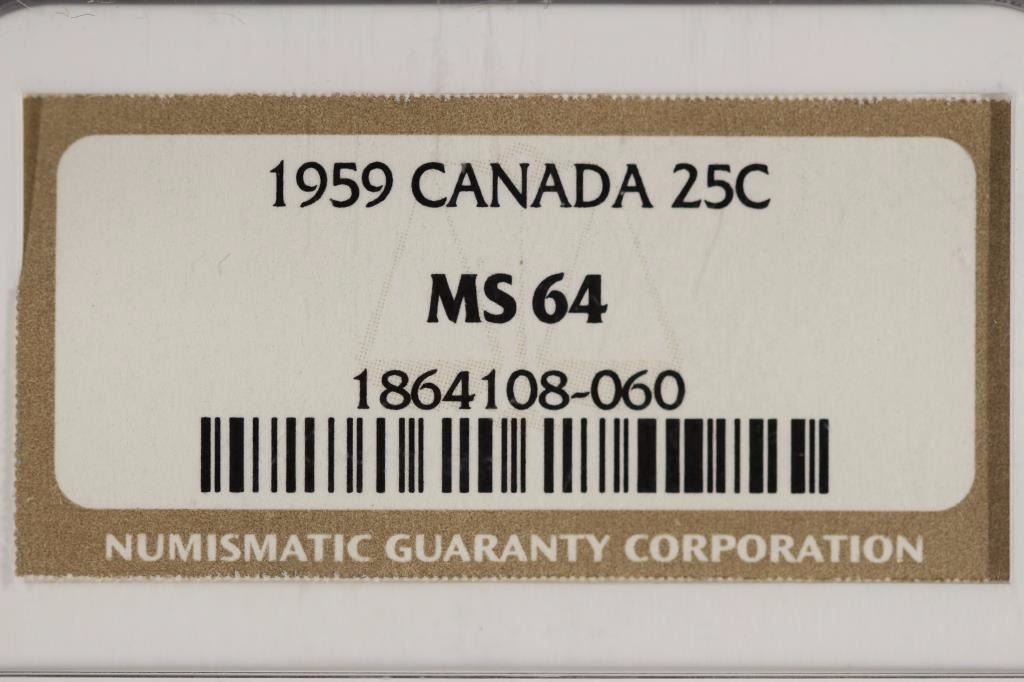 1959 CANADA 25C
MS 64
1864108-060
NUMISMATIC GUARANTY CORPORATION